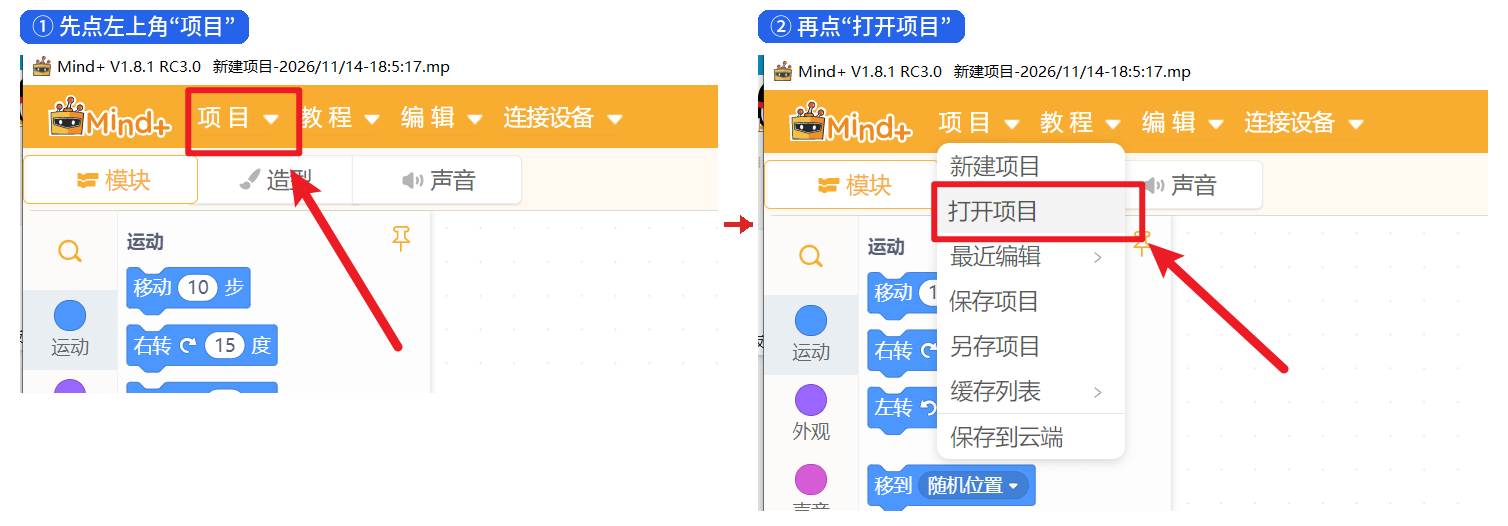 ① 先点左上角“项目”
Mind+ V1.8.1 RC3.0 新建项目-2026/11/14-18:5:17.mp
Mind+ 项目 教程 编辑 连接设备
模块 造型 声音
运动
移动 10 步
运动
右转 15 度
② 再点“打开项目”
Mind+ V1.8.1 RC3.0 新建项目-2026/11/14-18:5:17.mp
Mind+ 项目 教程 编辑 连接设备
新建项目
模块 声音
打开项目
运动
最近编辑
移动 1
保存项目
运动
右转
另存项目
缓存列表
外观
左转
保存到云端
移到 随机位置
声音